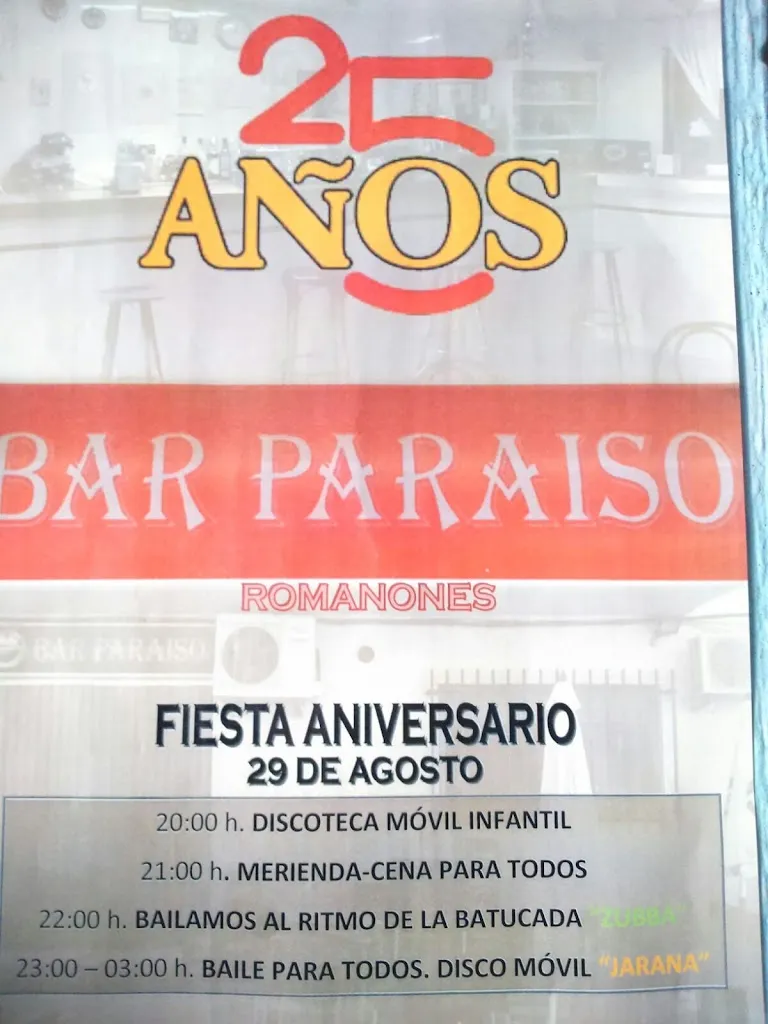 25
AÑOS
BAR PARAISO
ROMANONES
BAR PARAISO
FIESTA ANIVERSARIO
29 DE AGOSTO
20:00 h. DISCOTECA MÓVIL INFANTIL
21:00 h. MERIENDA-CENA PARA TODOS
22:00 h. BAILAMOS AL RITMO DE LA BATUCADA "ZUBBA"
23:00 – 03:00 h. BAILE PARA TODOS. DISCO MÓVIL "JARANA"